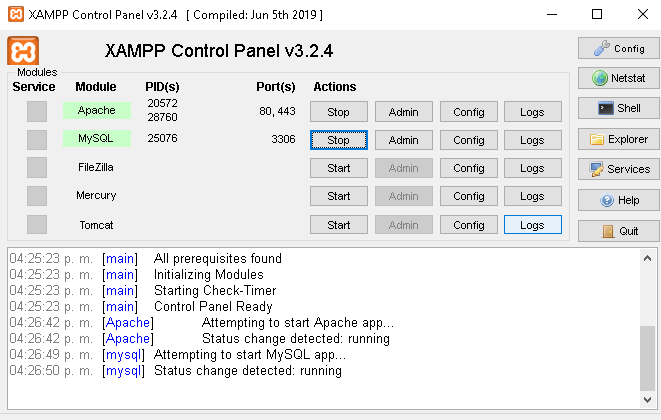 XAMPP Control Panel v3.2.4 [ Compiled: Jun 5th 2019 ]
XAMPP Control Panel v3.2.4
Config
Modules
Service Module PID(s) Port(s) Actions
Netstat
Apache 20572 28760 80, 443 Stop Admin Config Logs
Shell
MySQL 25076 3306 Stop Admin Config Logs
Explorer
FileZilla Start Admin Config Logs
Services
Mercury Start Admin Config Logs
Help
Tomcat Start Admin Config Logs
Quit
04:25:23 p. m. [main] All prerequisites found
04:25:23 p. m. [main] Initializing Modules
04:25:23 p. m. [main] Starting Check-Timer
04:25:23 p. m. [main] Control Panel Ready
04:26:42 p. m. [Apache] Attempting to start Apache app...
04:26:42 p. m. [Apache] Status change detected: running
04:26:49 p. m. [mysql] Attempting to start MySQL app...
04:26:50 p. m. [mysql] Status change detected: running